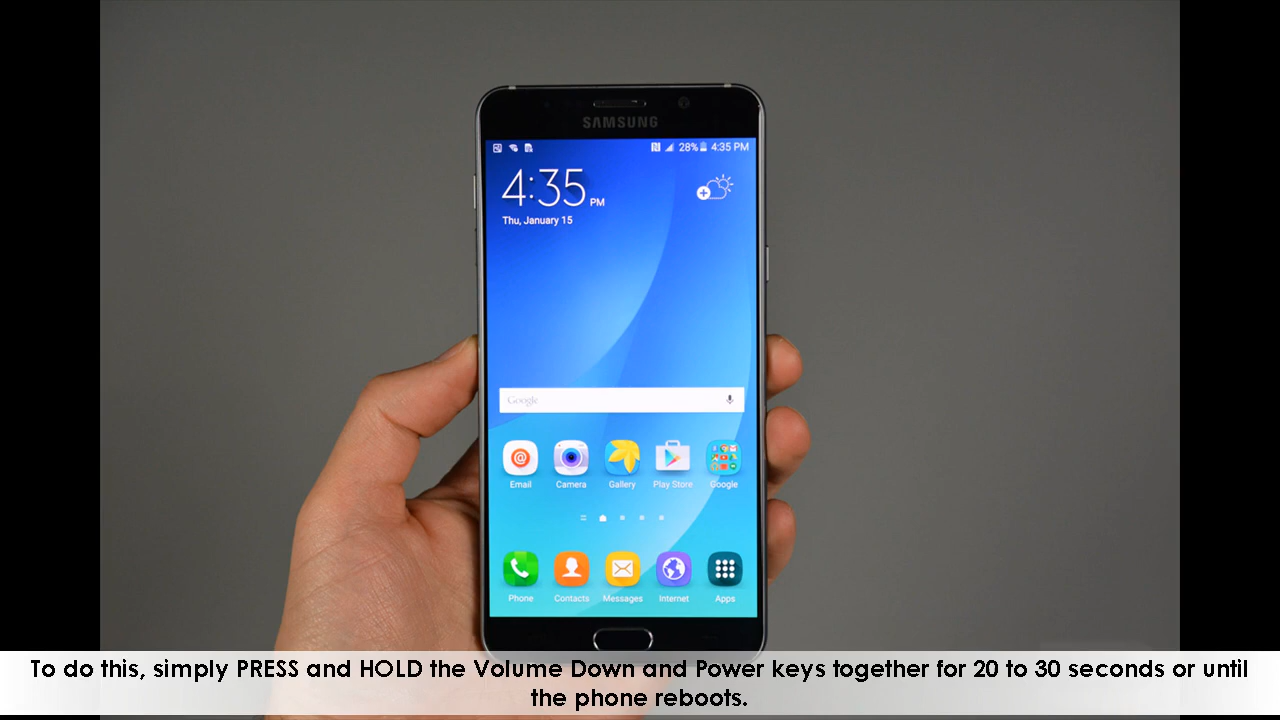 SAMSUNG
28% 4:35 PM
4:35 PM
Thu, January 15
Google
Email Camera Gallery Play Store Google
Phone Contacts Messages Internet Apps
To do this, simply PRESS and HOLD the Volume Down and Power keys together for 20 to 30 seconds or until
the phone reboots.